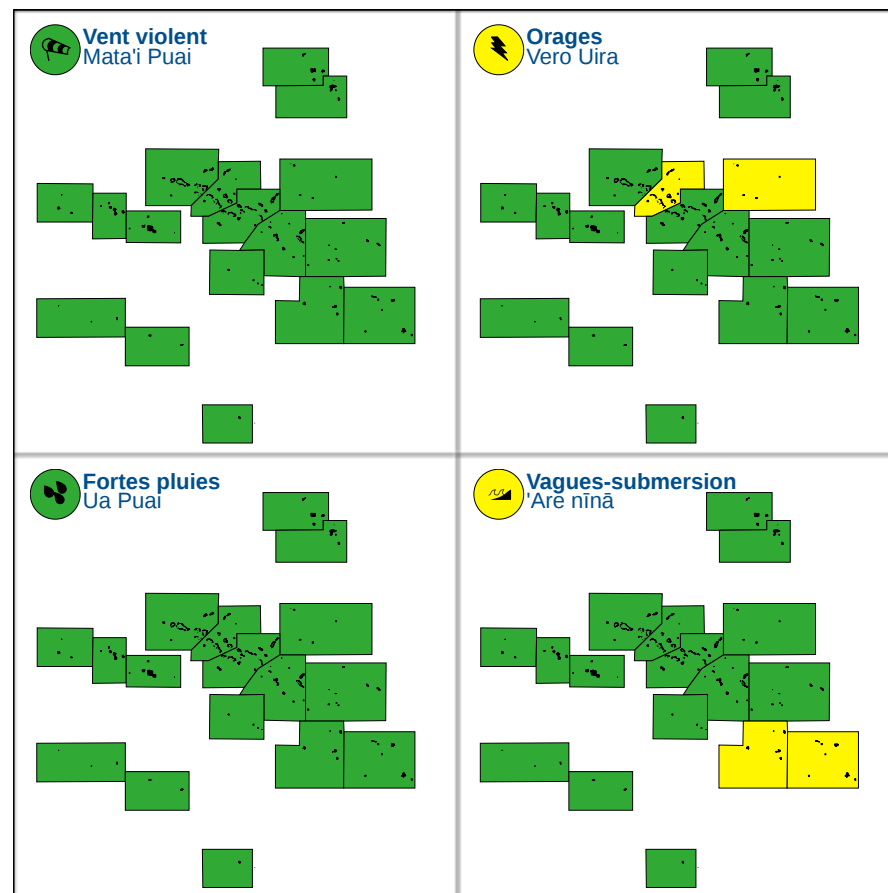 Vent violent
Mata'i Puai
Orages
Vero Uira
Fortes pluies
Ua Puai
Vagues-submersion
'Are nīnā